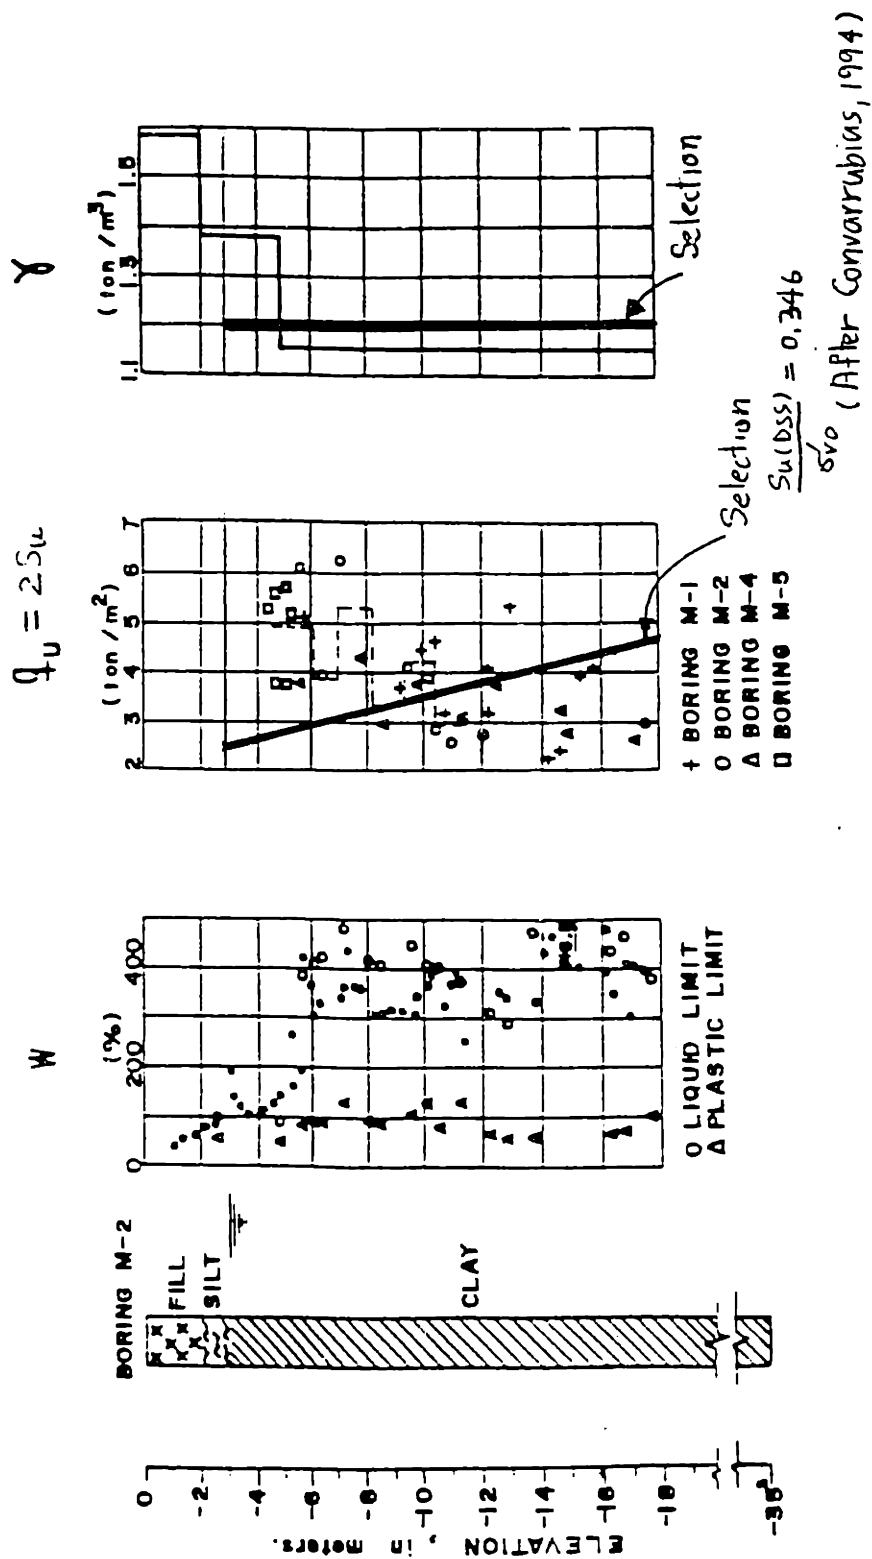 BORING M-2
FILL
SILT
CLAY
ELEVATION, in meters.
0
-2
-4
-6
-8
-10
-12
-14
-16
-18
-35
w
(%)
0
200
400
O LIQUID LIMIT
Δ PLASTIC LIMIT
qu = 2Su
(ton/m²)
2
3
4
5
6
7
+ BORING M-1
O BORING M-2
Δ BORING M-4
□ BORING M-5
Selection
Su(DSS) = 0.346
σ̄vo
(After Convarrubias, 1994)
γ
(ton/m³)
1.1
1.3
1.5
Selection